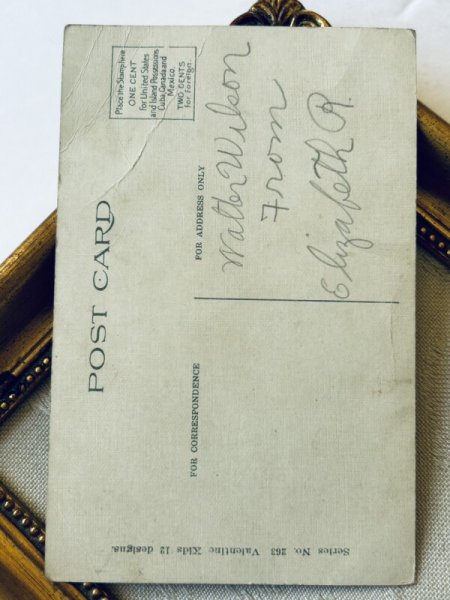 POST CARD
Place the Stamp here
ONE CENT
for United States
and Island Possessions
Cuba, Canada and
Mexico.
TWO CENTS
for Foreign.
FOR CORRESPONDENCE
FOR ADDRESS ONLY
Walter Wilson
From
Elizabeth R.
Series No. 263 Valentine Kids 12 designs.